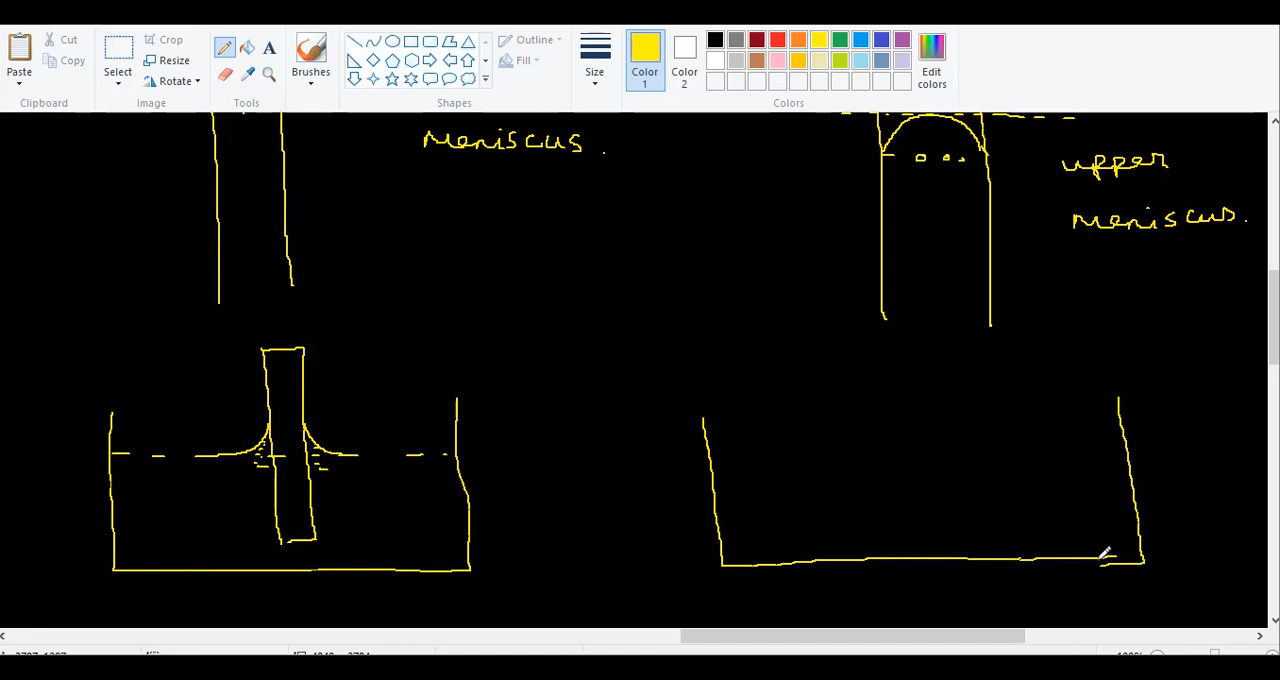 Paste
Cut
Copy
Clipboard
Select
Crop
Resize
Rotate
Image
A
Tools
Brushes
Outline
Fill
Shapes
Size
Color 1
Color 2
Edit colors
Colors
Meniscus .
upper
Meniscus.